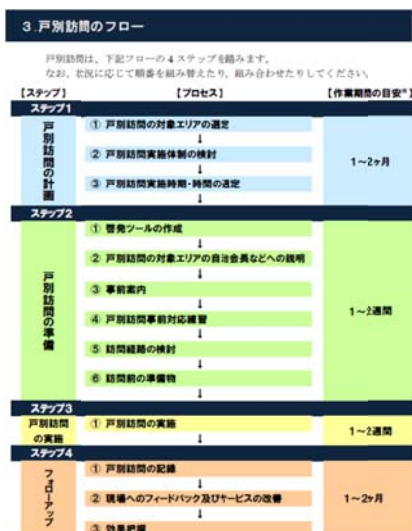 3.戸別訪問のフロー
戸別訪問は、下記フローの4ステップを踏みます。
なお、状況に応じて順番を組み替えたり、組み合わせたりしてください。
【ステップ】 【プロセス】 【作業期間の目安*】
ステップ1
戸別訪問の計画
① 戸別訪問の対象エリアの選定
↓
② 戸別訪問実施体制の検討
↓
③ 戸別訪問実施時期・時間の選定
↓
1~2ヶ月
ステップ2
戸別訪問の準備
① 啓発ツールの作成
↓
② 戸別訪問の対象エリアの自治会長などへの説明
↓
③ 事前案内
↓
④ 戸別訪問事前対応練習
↓
⑤ 訪問経路の検討
↓
⑥ 訪問前の準備物
↓
1~2週間
ステップ3
戸別訪問
の実施
① 戸別訪問の実施
↓
1~2週間
ステップ4
フォローアップ
① 戸別訪問の記録
↓
② 現場へのフィードバック及びサービスの改善
↓
③ 効果把握
1~2ヶ月